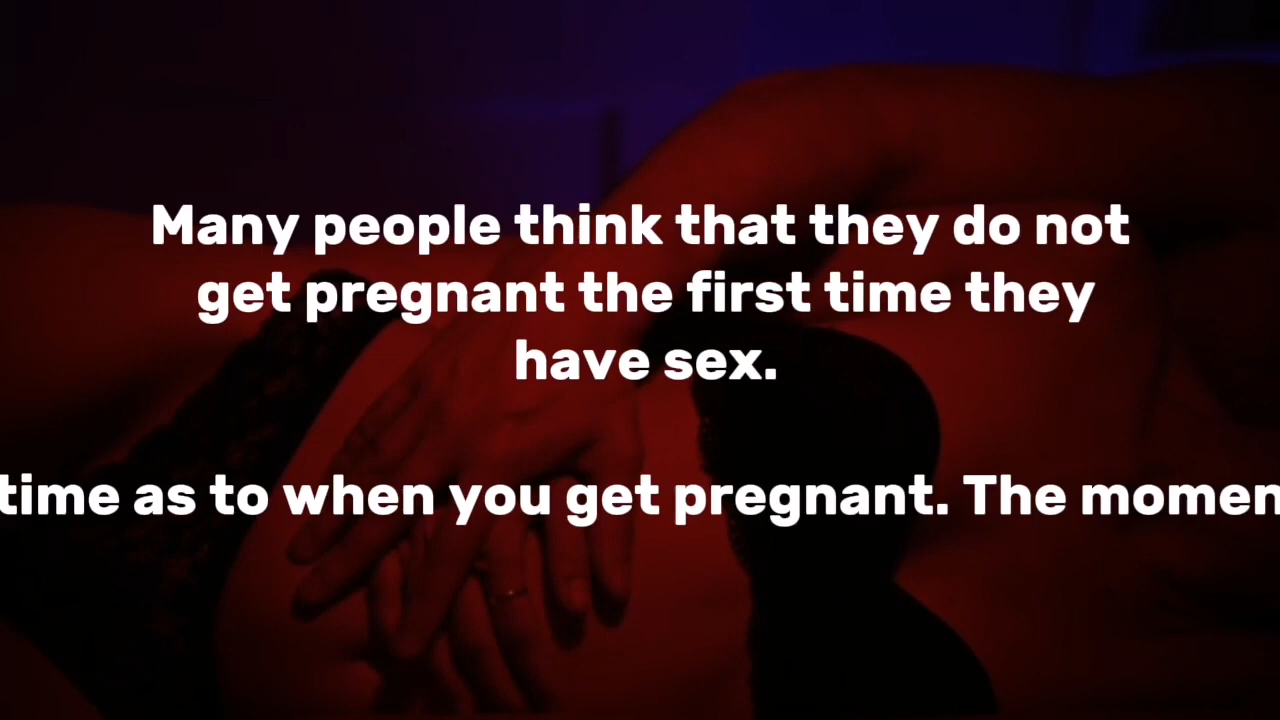 Many people think that they do not
get pregnant the first time they
have sex.
time as to when you get pregnant. The momen